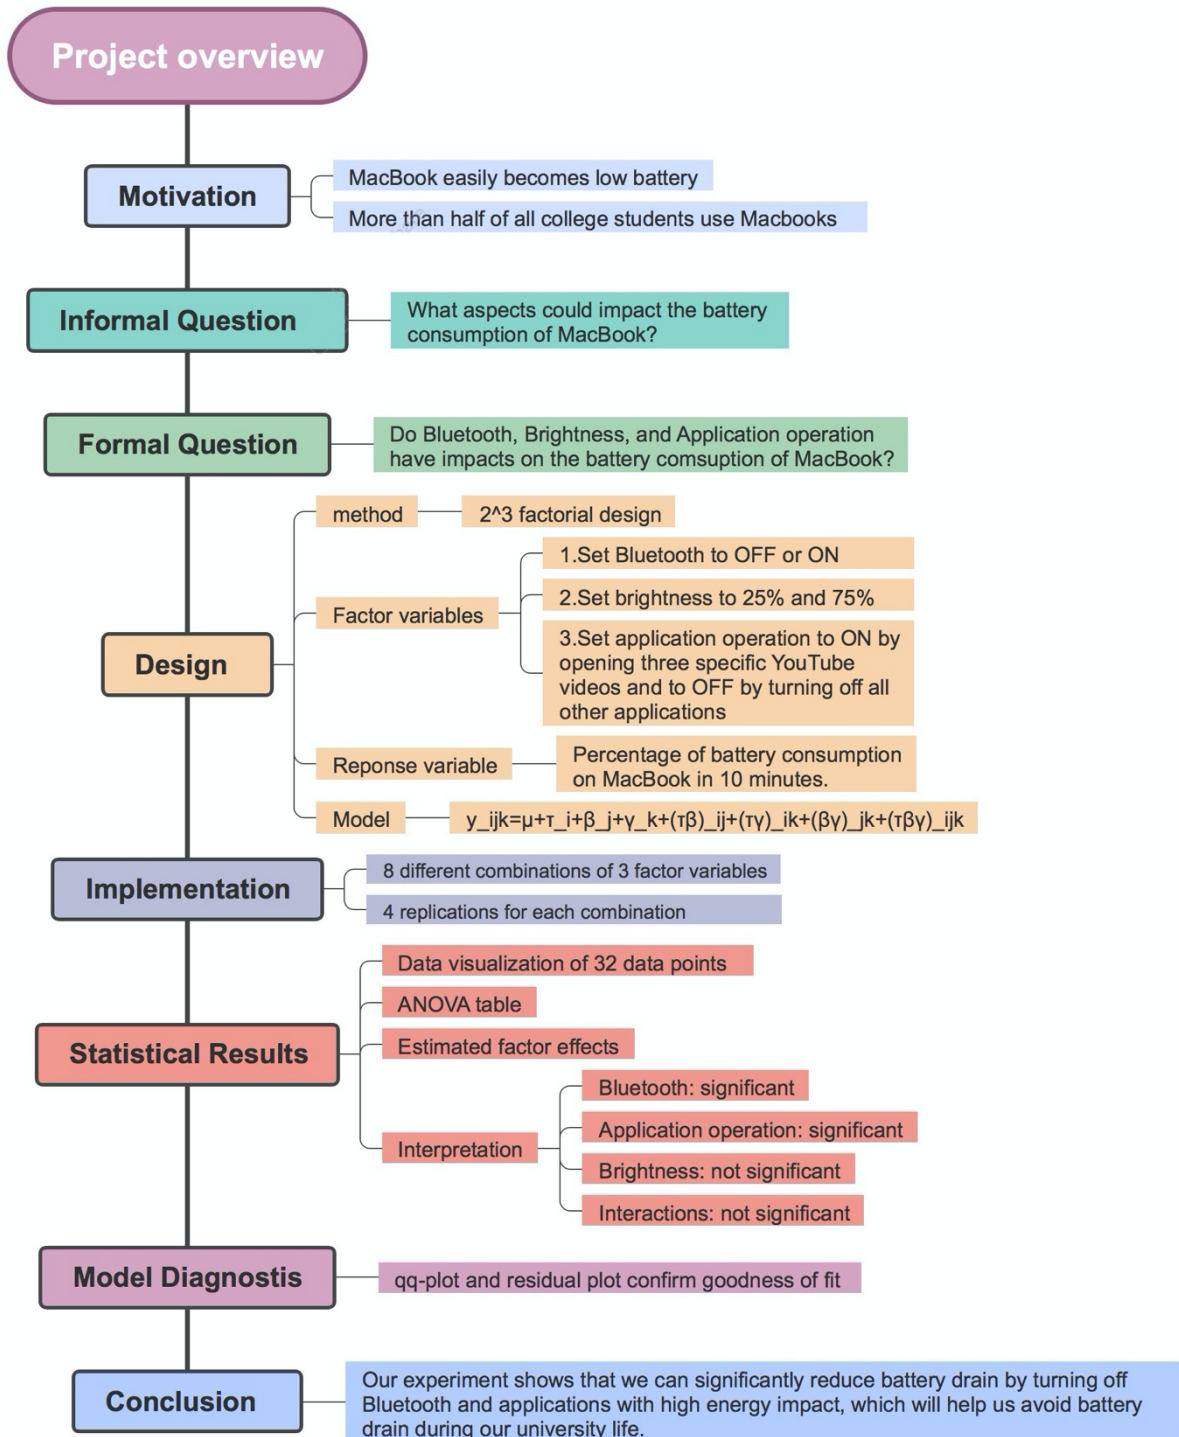 Project overview
Motivation
MacBook easily becomes low battery
More than half of all college students use Macbooks
Informal Question
What aspects could impact the battery
consumption of MacBook?
Formal Question
Do Bluetooth, Brightness, and Application operation
have impacts on the battery comsuption of MacBook?
Design
method
2^3 factorial design
Factor variables
1.Set Bluetooth to OFF or ON
2.Set brightness to 25% and 75%
3.Set application operation to ON by
opening three specific YouTube
videos and to OFF by turning off all
other applications
Reponse variable
Percentage of battery consumption
on MacBook in 10 minutes.
Model
y_ijk=μ+τ_i+β_j+γ_k+(τβ)_ij+(τγ)_ik+(βγ)_jk+(τβγ)_ijk
Implementation
8 different combinations of 3 factor variables
4 replications for each combination
Statistical Results
Data visualization of 32 data points
ANOVA table
Estimated factor effects
Interpretation
Bluetooth: significant
Application operation: significant
Brightness: not significant
Interactions: not significant
Model Diagnostis
qq-plot and residual plot confirm goodness of fit
Conclusion
Our experiment shows that we can significantly reduce battery drain by turning off
Bluetooth and applications with high energy impact, which will help us avoid battery
drain during our university life.